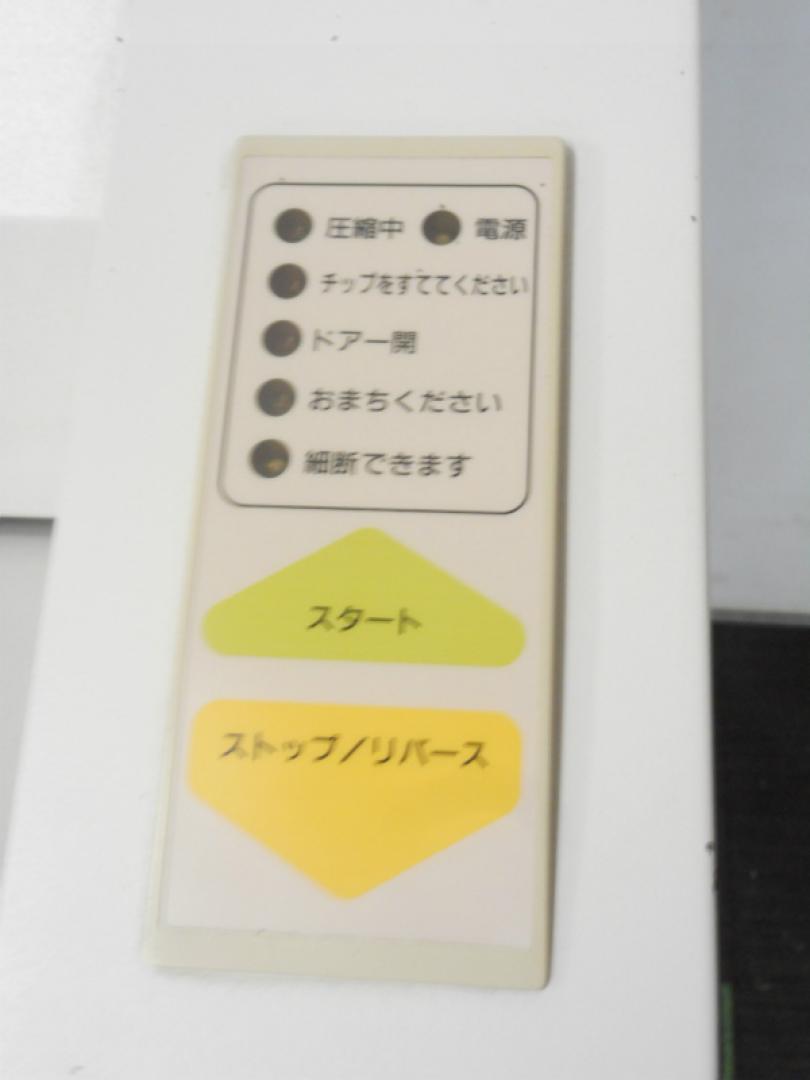 圧縮中 電源
チップをすててください
ドアー開
おまちください
細断できます
スタート
ストップ/リバース